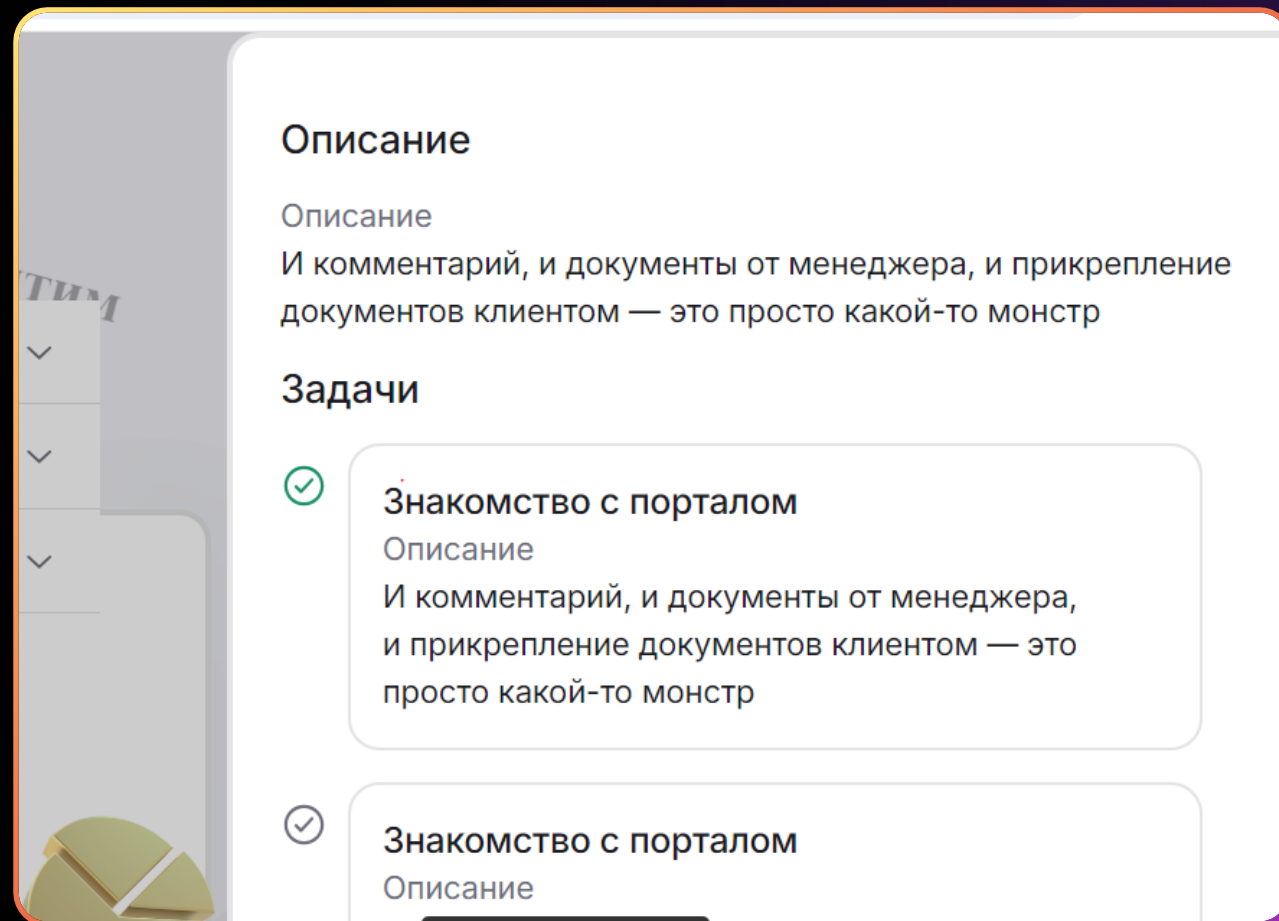 Описание
Описание
И комментарий, и документы от менеджера, и прикрепление
документов клиентом — это просто какой-то монстр
Задачи
Знакомство с порталом
Описание
И комментарий, и документы от менеджера,
и прикрепление документов клиентом — это
просто какой-то монстр
Знакомство с порталом
Описание